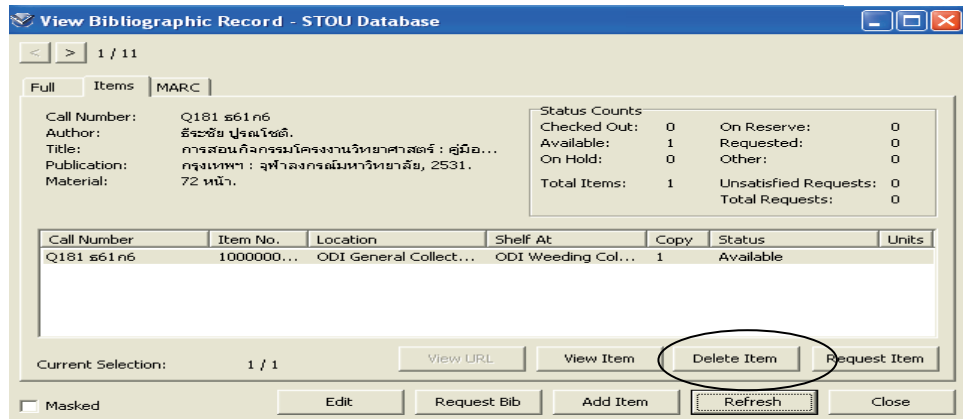 View Bibliographic Record - STOU Database
< > 1 / 11
Full Items MARC
Call Number: Q181 ธ61ก6
Author: ธีระชัย ปูรณโชติ.
Title: การสอนกิจกรรมโครงงานวิทยาศาสตร์ : คู่มือ...
Publication: กรุงเทพฯ : จุฬาลงกรณ์มหาวิทยาลัย, 2531.
Material: 72 หน้า.
Status Counts
Checked Out: 0 On Reserve: 0
Available: 1 Requested: 0
On Hold: 0 Other: 0
Total Items: 1 Unsatisfied Requests: 0
Total Requests: 0
Call Number Item No. Location Shelf At Copy Status Units
Q181 ธ61ก6 1000000... ODI General Collect... ODI Weeding Col... 1 Available
Current Selection: 1 / 1 View URL View Item Delete Item Request Item
Masked Edit Request Bib Add Item Refresh Close